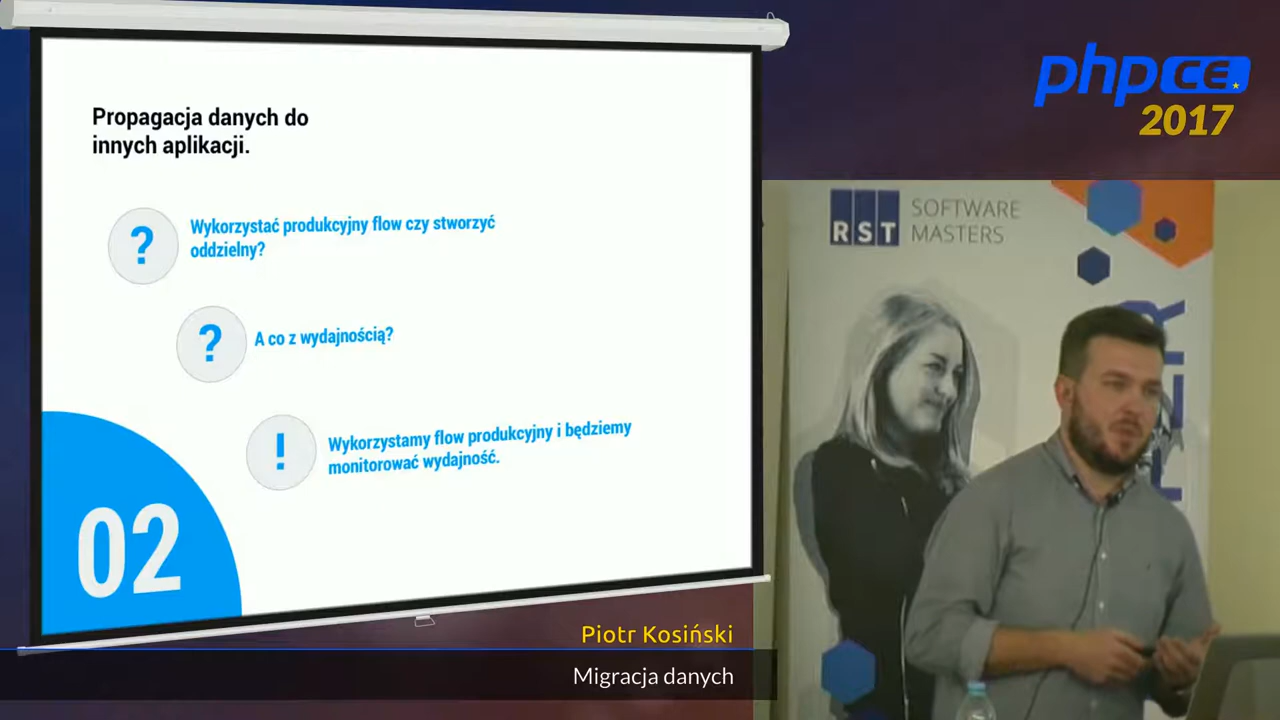 Propagacja danych do
innych aplikacji.
?
Wykorzystać produkcyjny flow czy stworzyć
oddzielny?
?
A co z wydajnością?
!
Wykorzystamy flow produkcyjny i będziemy
monitorować wydajność.
02
phpCE
2017
RST
SOFTWARE
MASTERS
Piotr Kosiński
Migracja danych